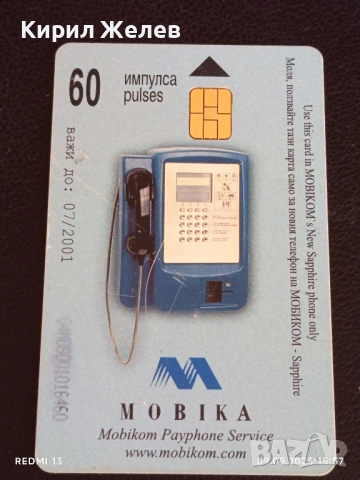 Кирил Желев
60 импулса
pulses
важи до: 07/2001
Use this card in MOBIKOM's New Sapphire phone only
Моля, ползвайте тази карта само за новия телефон на МОБИКОМ - Sapphire
MOBIKA
Mobikom Payphone Service
www.mobikom.com
REDMI 13
БАЗАР